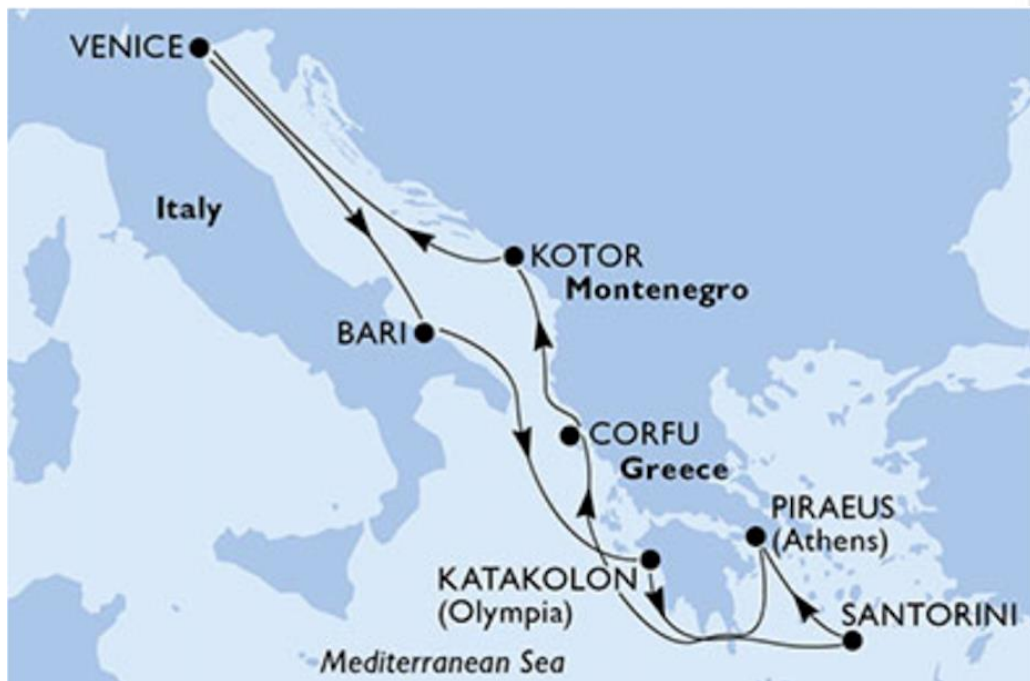 VENICE
Italy
KOTOR
Montenegro
BARI
CORFU
Greece
PIRAEUS
(Athens)
KATAKOLON
(Olympia)
SANTORINI
Mediterranean Sea